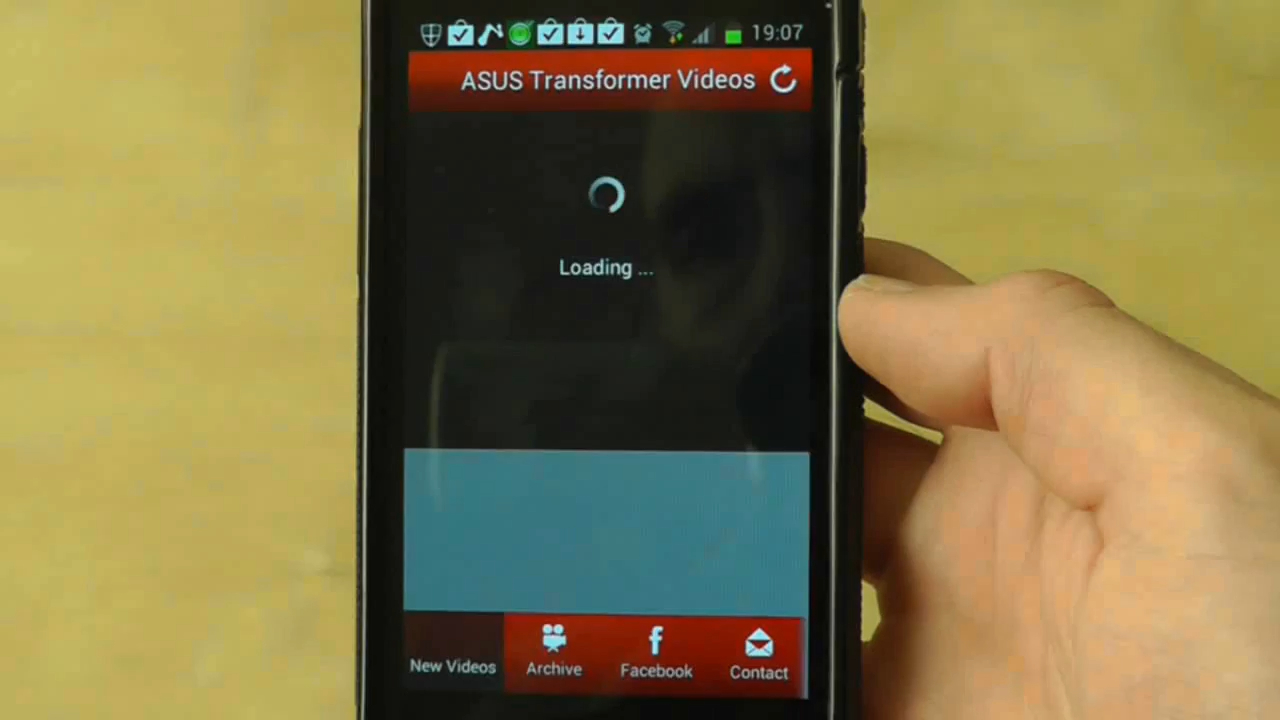 19:07
ASUS Transformer Videos
Loading ...
New Videos
Archive
Facebook
Contact